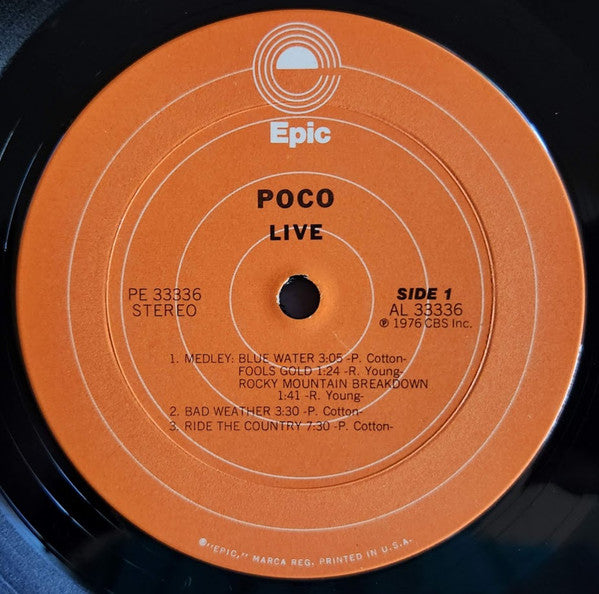 Epic
POCO
LIVE
PE 33336
STEREO
SIDE 1
AL 33336
℗ 1976 CBS Inc.
1. MEDLEY: BLUE WATER 3:05 -P. Cotton-
FOOLS GOLD 1:24 -R. Young-
ROCKY MOUNTAIN BREAKDOWN
1:41 -R. Young-
2. BAD WEATHER 3:30 -P. Cotton-
3. RIDE THE COUNTRY 7:30 -P. Cotton-
®"EPIC," MARCA REG. PRINTED IN U.S.A.